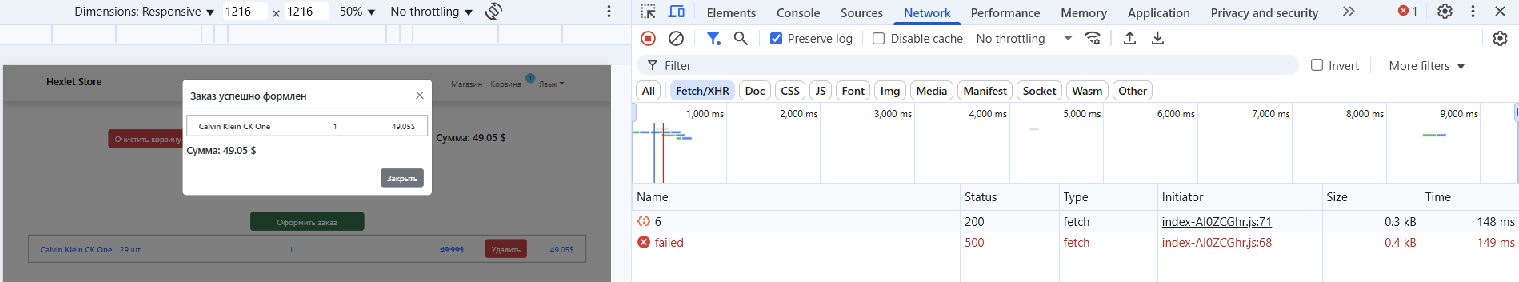 Dimensions: Responsive ▼ 1216 × 1216 50% ▼ No throttling ▼
Hexlet Store Магазин Корзина 1 Язык
Заказ успешно формлен ×
Calvin Klein CK One 1 49.05$
Сумма: 49.05 $
Закрыть
Очистить корзину Сумма: 49.05 $
Оформить заказ
Calvin Klein CK One 29 шт. 1 49.99$ Удалить 49.05$
Elements Console Sources Network Performance Memory Application Privacy and security 1
Preserve log Disable cache No throttling
Filter Invert More filters
All Fetch/XHR Doc CSS JS Font Img Media Manifest Socket Wasm Other
1,000 ms 2,000 ms 3,000 ms 4,000 ms 5,000 ms 6,000 ms 7,000 ms 8,000 ms 9,000 ms
Name Status Type Initiator Size Time
6 200 fetch index-AI0ZCGhr.js:71 0.3 kB 148 ms
failed 500 fetch index-AI0ZCGhr.js:68 0.4 kB 149 ms